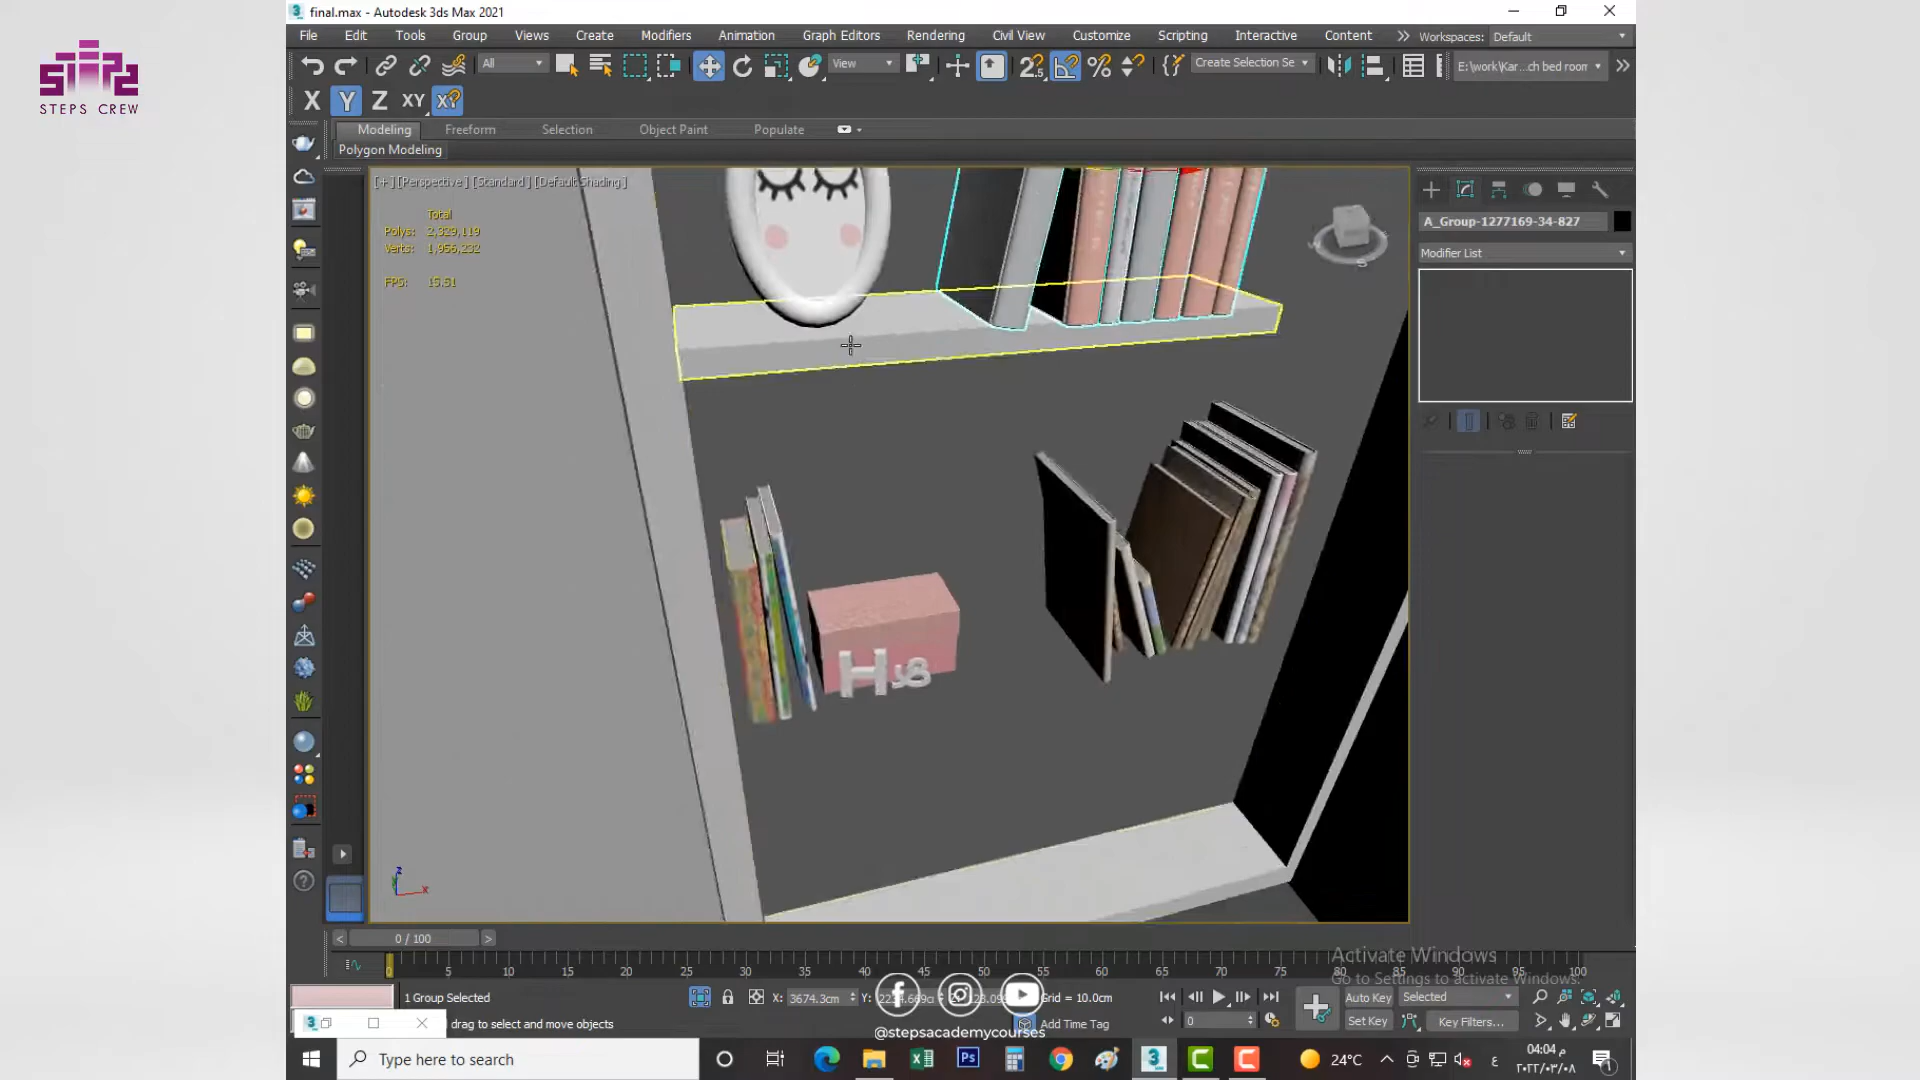 STEPS CREW
final.max - Autodesk 3ds Max 2021
File Edit Tools Group Views Create Modifiers Animation Graph Editors Rendering Civil View Customize Scripting Interactive Content Workspaces: Default
All View Create Selection Se E:\work\Kar...ch bed room
X Y Z XY XY
Modeling Freeform Selection Object Paint Populate
Polygon Modeling
[+] [Perspective] [Standard] [Default Shading]
Total
Polys: 2,329,119
Verts: 1,956,232
FPS: 15.51
A_Group-1277169-34-827
Modifier List
H &
0 / 100
0 5 10 15 20 25 30 35 40 45 50 55 60 65 70 75 80 85 90 95 100
Activate Windows
Go to Settings to activate Windows.
1 Group Selected X: 3674.3cm Y: Grid = 10.0cm Auto Key Selected
drag to select and move objects Add Time Tag 0 Set Key Key Filters...
@stepsacademycourses
Type here to search 24°C ع 04:04 م
٢٠٢٢/٠٣/٠٨